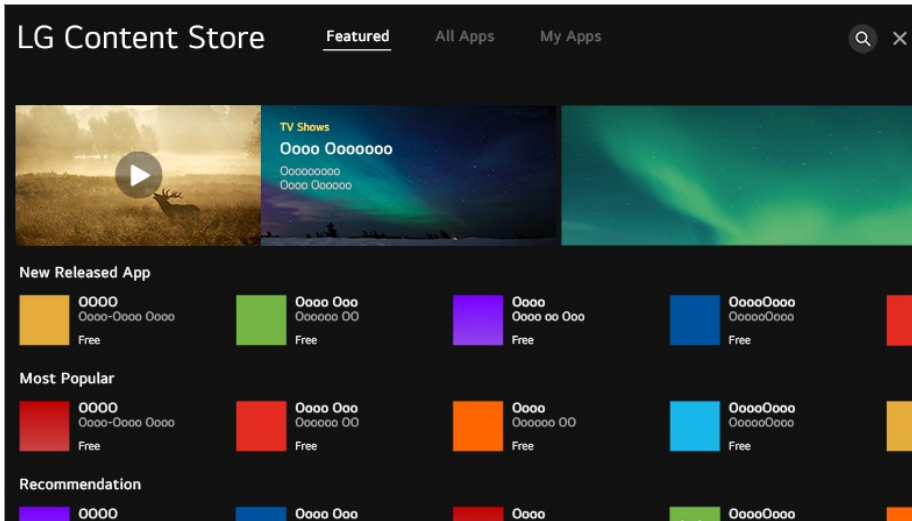 LG Content Store
Featured
All Apps
My Apps
TV Shows
Oooo Ooooooo
Ooooooooo
Oooo Oooooo
New Released App
OOOO
Oooo-Oooo Oooo
Free
Oooo Ooo
Oooooo OO
Free
Oooo
Oooo oo Ooo
Free
OoooOooo
OooooOooo
Free
Most Popular
OOOO
Oooo-Oooo Oooo
Free
Oooo Ooo
Oooooo OO
Free
Oooo
Oooooo OO
Free
OoooOooo
OooooOooo
Free
Recommendation
OOOO
Oooo Ooo
Oooo
OoooOooo